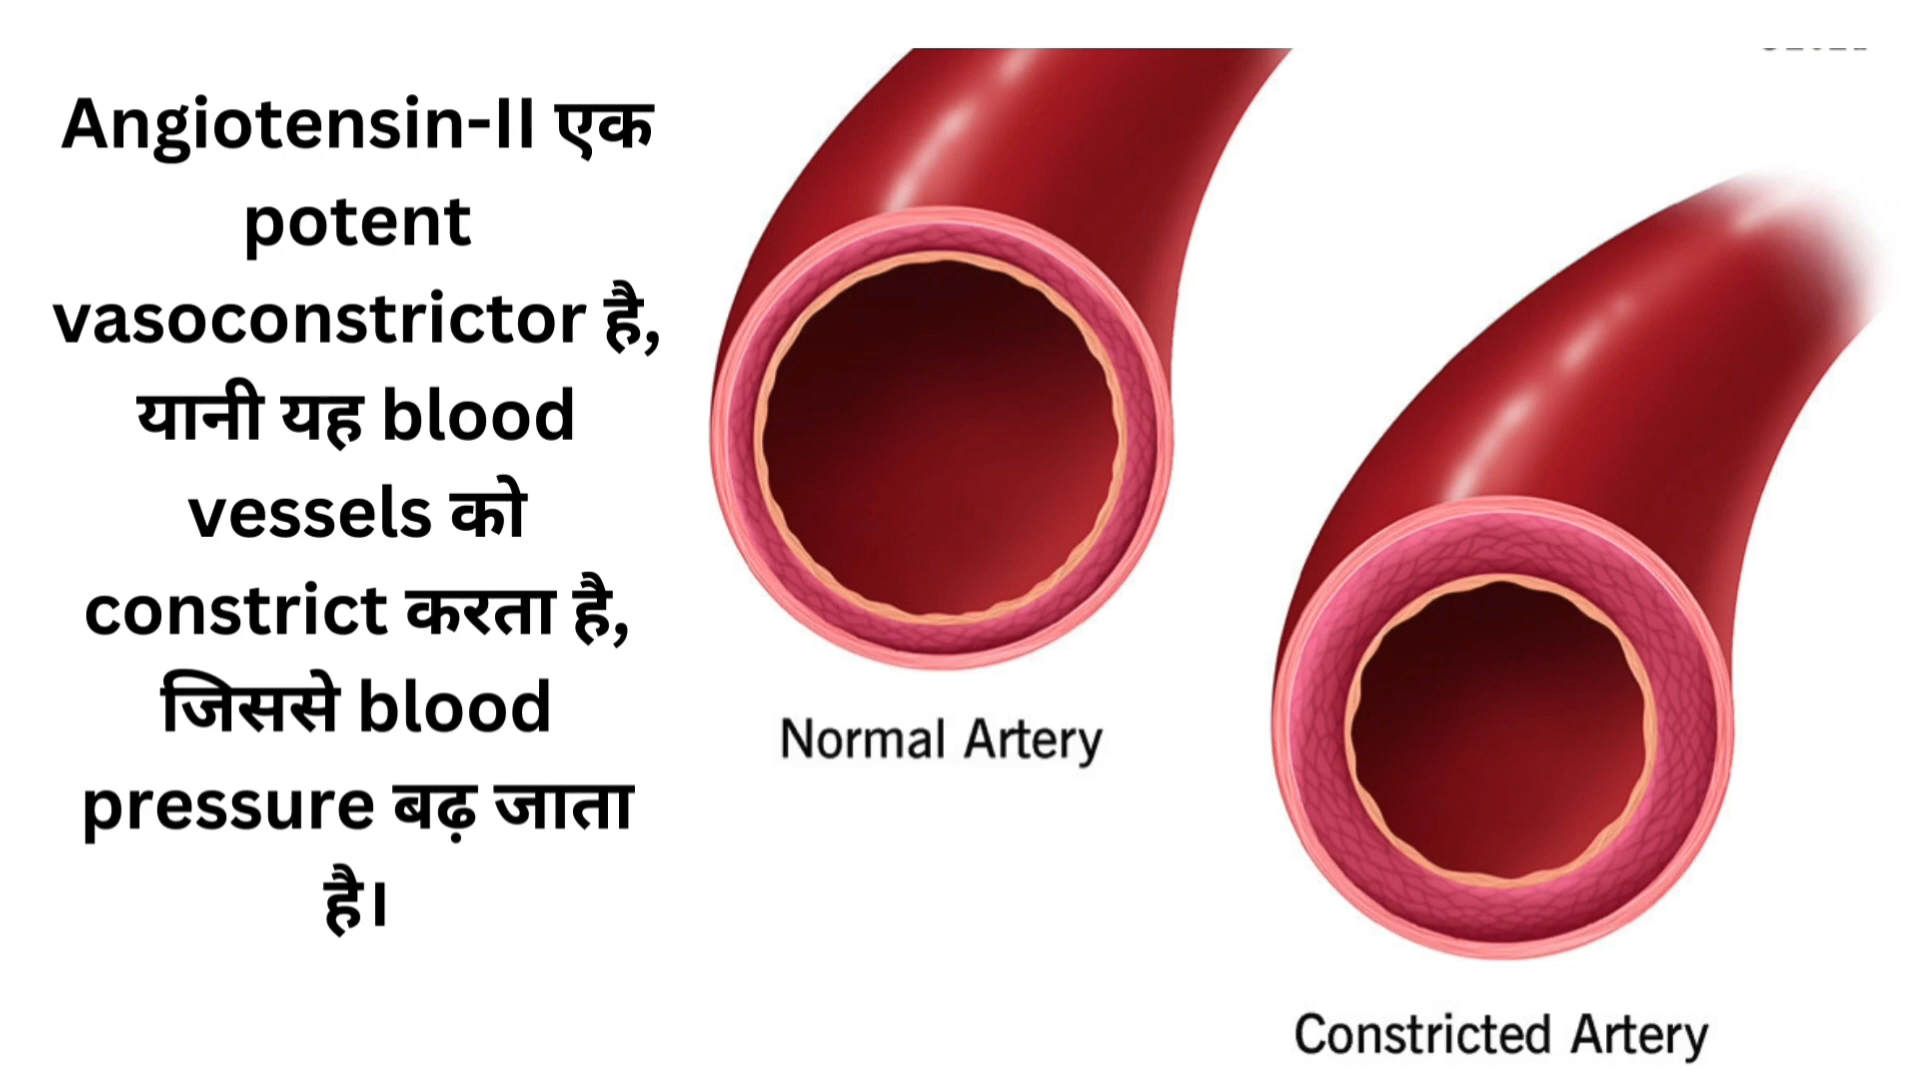 Angiotensin-II एक
potent
vasoconstrictor है,
यानी यह blood
vessels को
constrict करता है,
जिससे blood
pressure बढ़ जाता
है।
Normal Artery
Constricted Artery